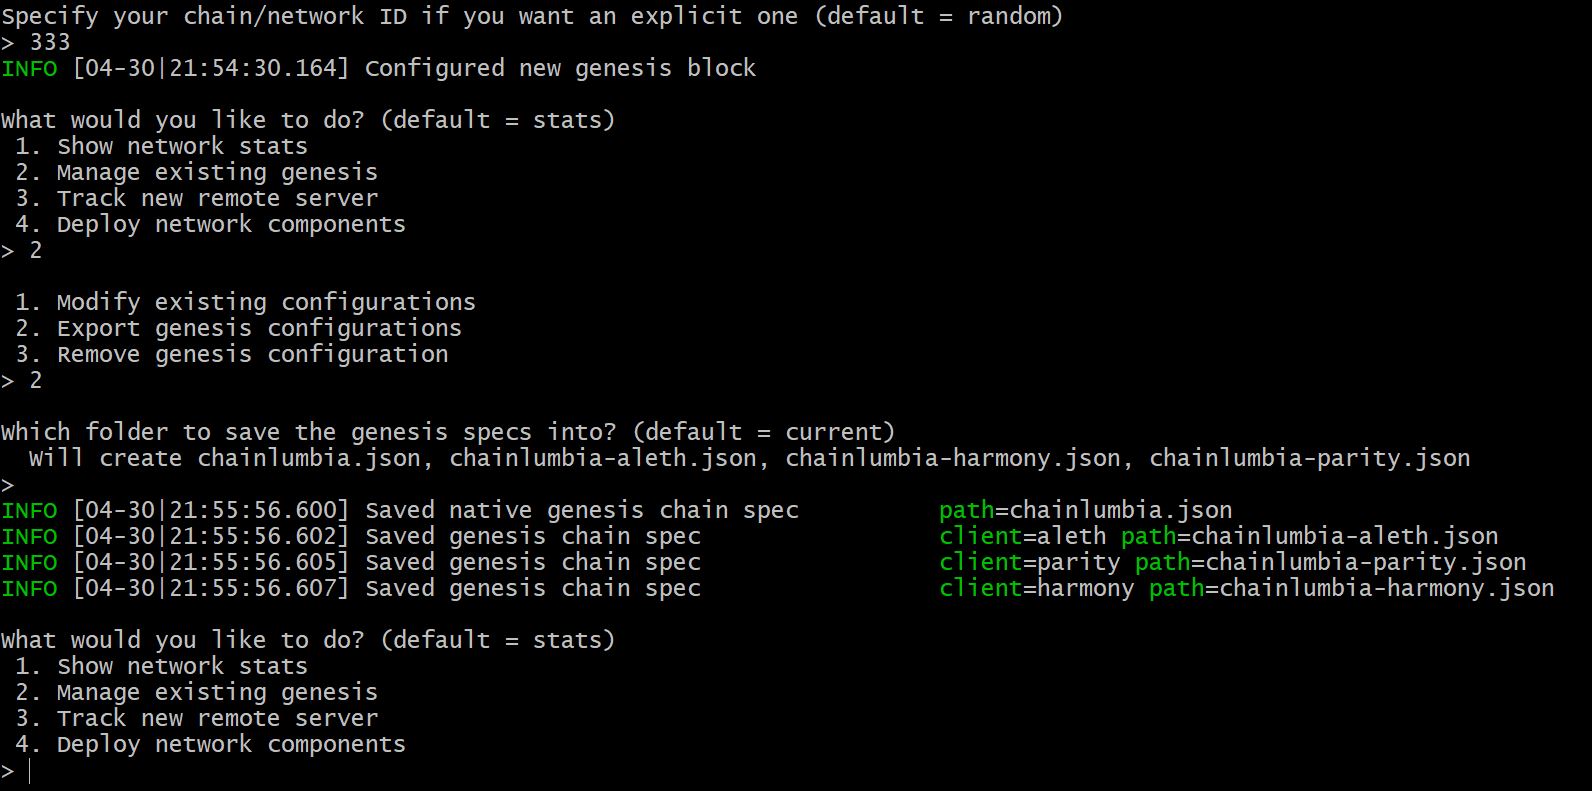 Specify your chain/network ID if you want an explicit one (default = random)
> 333
INFO [04-30|21:54:30.164] Configured new genesis block
What would you like to do? (default = stats)
1. Show network stats
2. Manage existing genesis
3. Track new remote server
4. Deploy network components
> 2
1. Modify existing configurations
2. Export genesis configurations
3. Remove genesis configuration
> 2
Which folder to save the genesis specs into? (default = current)
Will create chainlumbia.json, chainlumbia-aleth.json, chainlumbia-harmony.json, chainlumbia-parity.json
>
INFO [04-30|21:55:56.600] Saved native genesis chain spec path=chainlumbia.json
INFO [04-30|21:55:56.602] Saved genesis chain spec client=aleth path=chainlumbia-aleth.json
INFO [04-30|21:55:56.605] Saved genesis chain spec client=parity path=chainlumbia-parity.json
INFO [04-30|21:55:56.607] Saved genesis chain spec client=harmony path=chainlumbia-harmony.json
What would you like to do? (default = stats)
1. Show network stats
2. Manage existing genesis
3. Track new remote server
4. Deploy network components
>